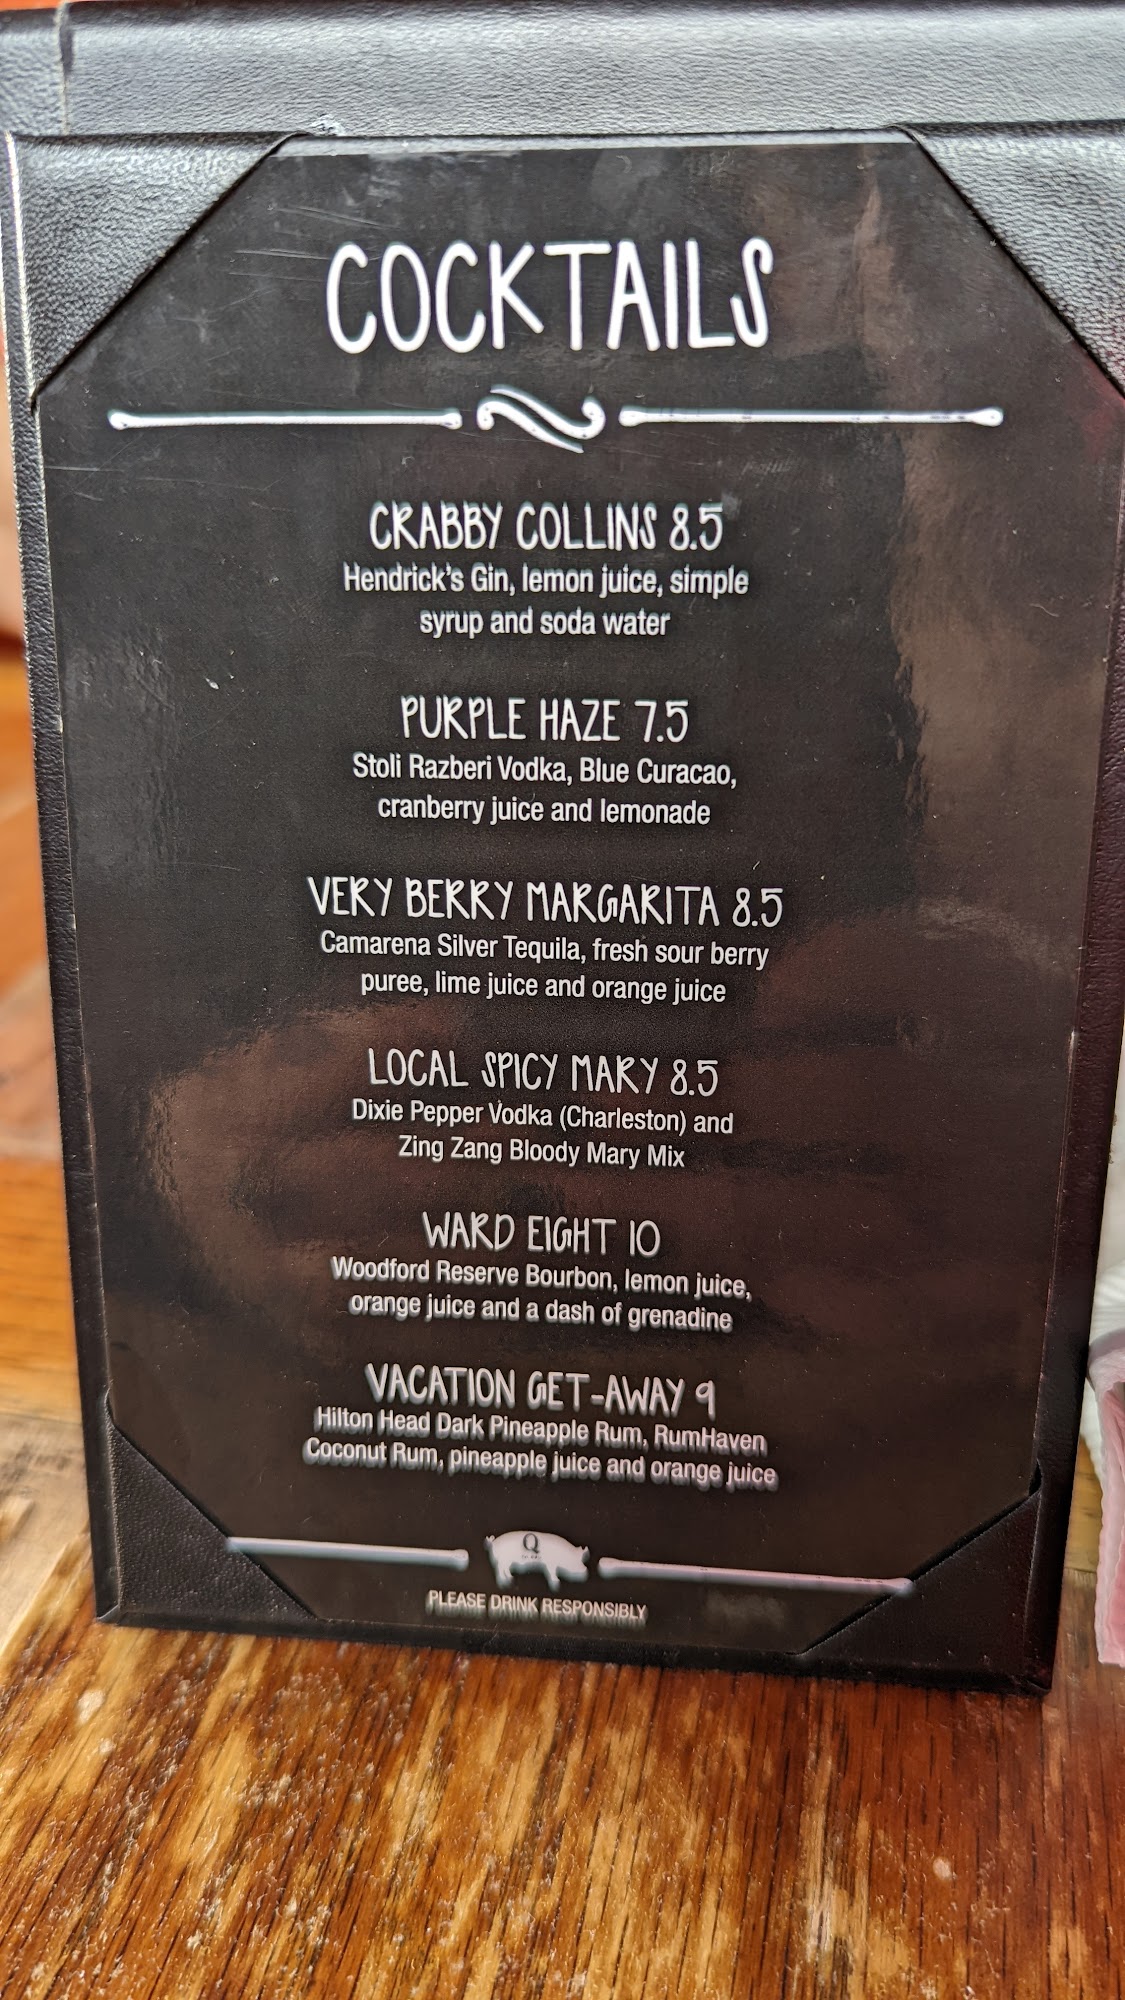 COCKTAILS
CRABBY COLLINS 8.5
Hendrick's Gin, lemon juice, simple
syrup and soda water
PURPLE HAZE 7.5
Stoli Razberi Vodka, Blue Curacao,
cranberry juice and lemonade
VERY BERRY MARGARITA 8.5
Camarena Silver Tequila, fresh sour berry
puree, lime juice and orange juice
LOCAL SPICY MARY 8.5
Dixie Pepper Vodka (Charleston) and
Zing Zang Bloody Mary Mix
WARD EIGHT 10
Woodford Reserve Bourbon, lemon juice,
orange juice and a dash of grenadine
VACATION GET-AWAY 9
Hilton Head Dark Pineapple Rum, RumHaven
Coconut Rum, pineapple juice and orange juice
Q
PLEASE DRINK RESPONSIBLY